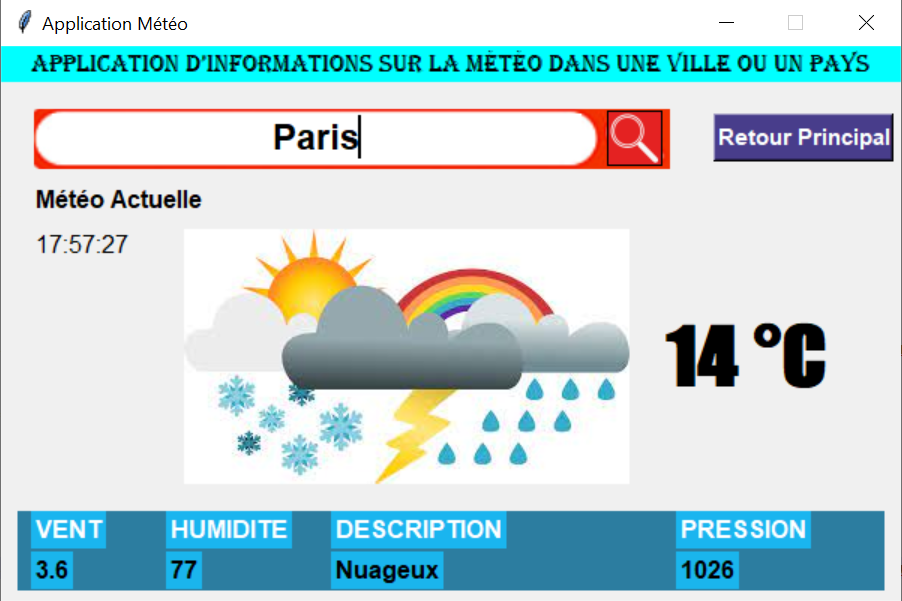 Application Météo
APPLICATION D'INFORMATIONS SUR LA MÉTÉO DANS UNE VILLE OU UN PAYS
Paris
Retour Principal
Météo Actuelle
17:57:27
14 °C
VENT HUMIDITE DESCRIPTION PRESSION
3.6 77 Nuageux 1026